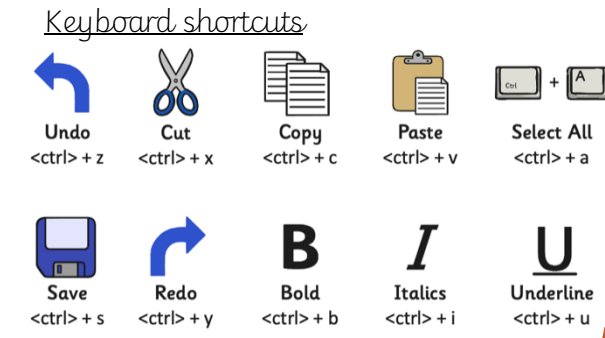 Keyboard shortcuts
Ctrl + A
Undo Cut Copy Paste Select All
<ctrl> + z <ctrl> + x <ctrl> + c <ctrl> + v <ctrl> + a
B I U
Save Redo Bold Italics Underline
<ctrl> + s <ctrl> + y <ctrl> + b <ctrl> + i <ctrl> + u